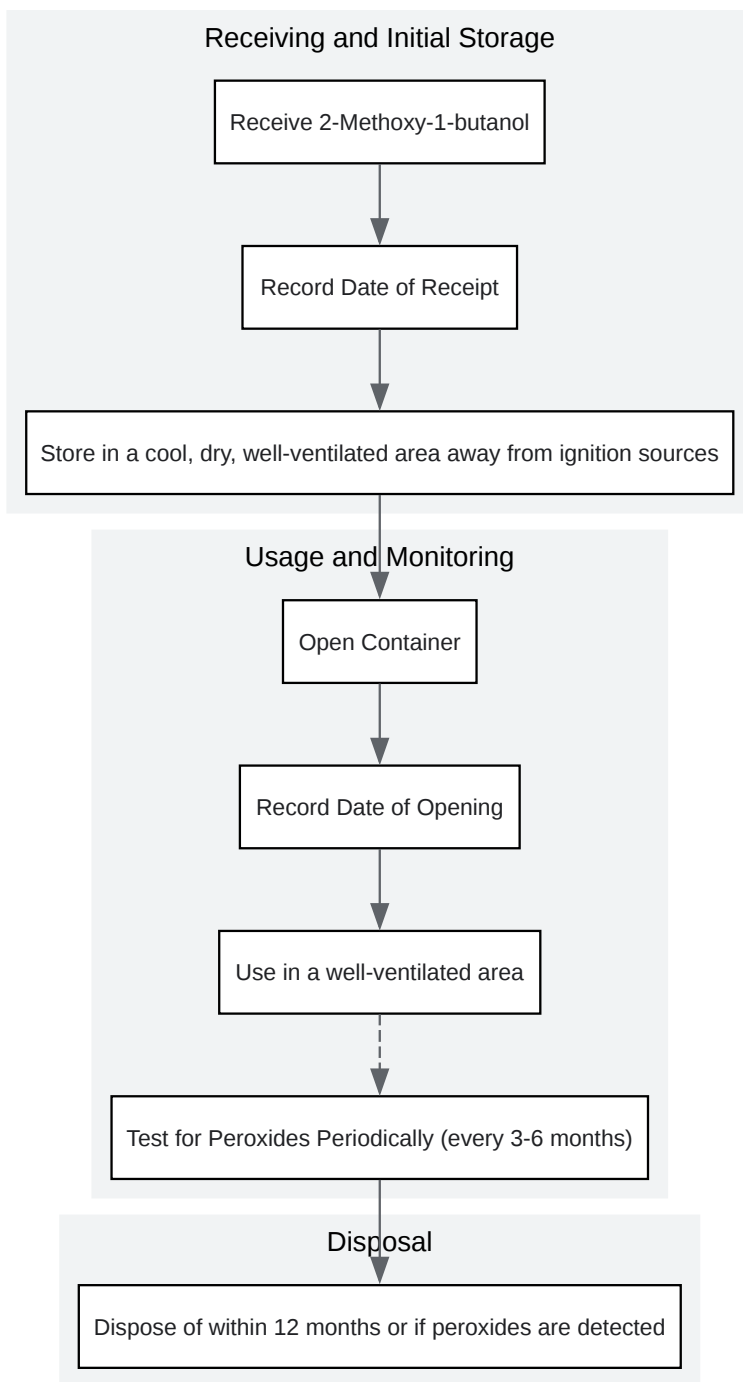 Receiving and Initial Storage
Receive 2-Methoxy-1-butanol
Record Date of Receipt
Store in a cool, dry, well-ventilated area away from ignition sources
Usage and Monitoring
Open Container
Record Date of Opening
Use in a well-ventilated area
Test for Peroxides Periodically (every 3-6 months)
Disposal
Dispose of within 12 months or if peroxides are detected